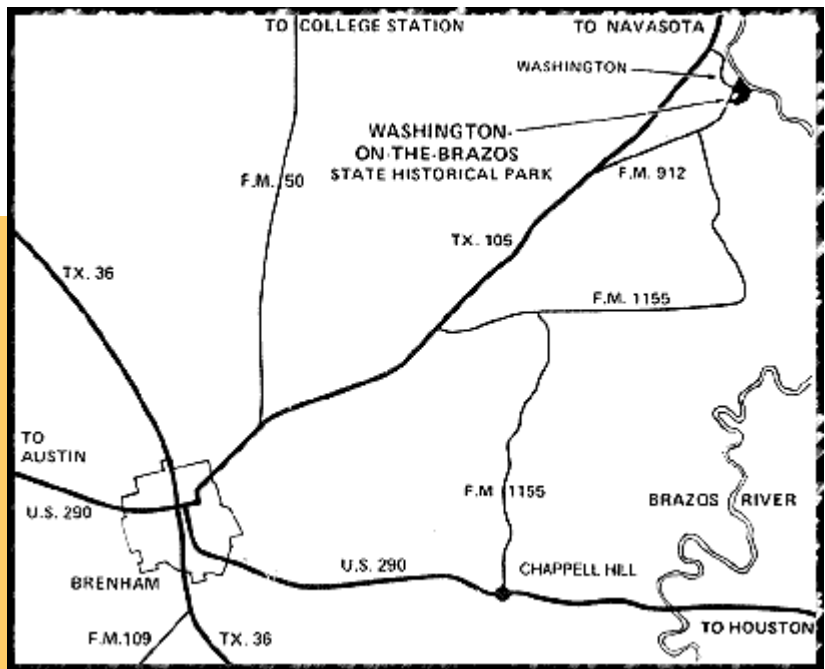 TO COLLEGE STATION
TO NAVASOTA
WASHINGTON
WASHINGTON-
ON-THE-BRAZOS
STATE HISTORICAL PARK
F.M. 50
F.M. 912
TX. 105
TX. 36
F.M. 1155
TO
AUSTIN
U.S. 290
F.M 1155
BRAZOS RIVER
BRENHAM
U.S. 290
CHAPPELL HILL
F.M.109
TX. 36
TO HOUSTON